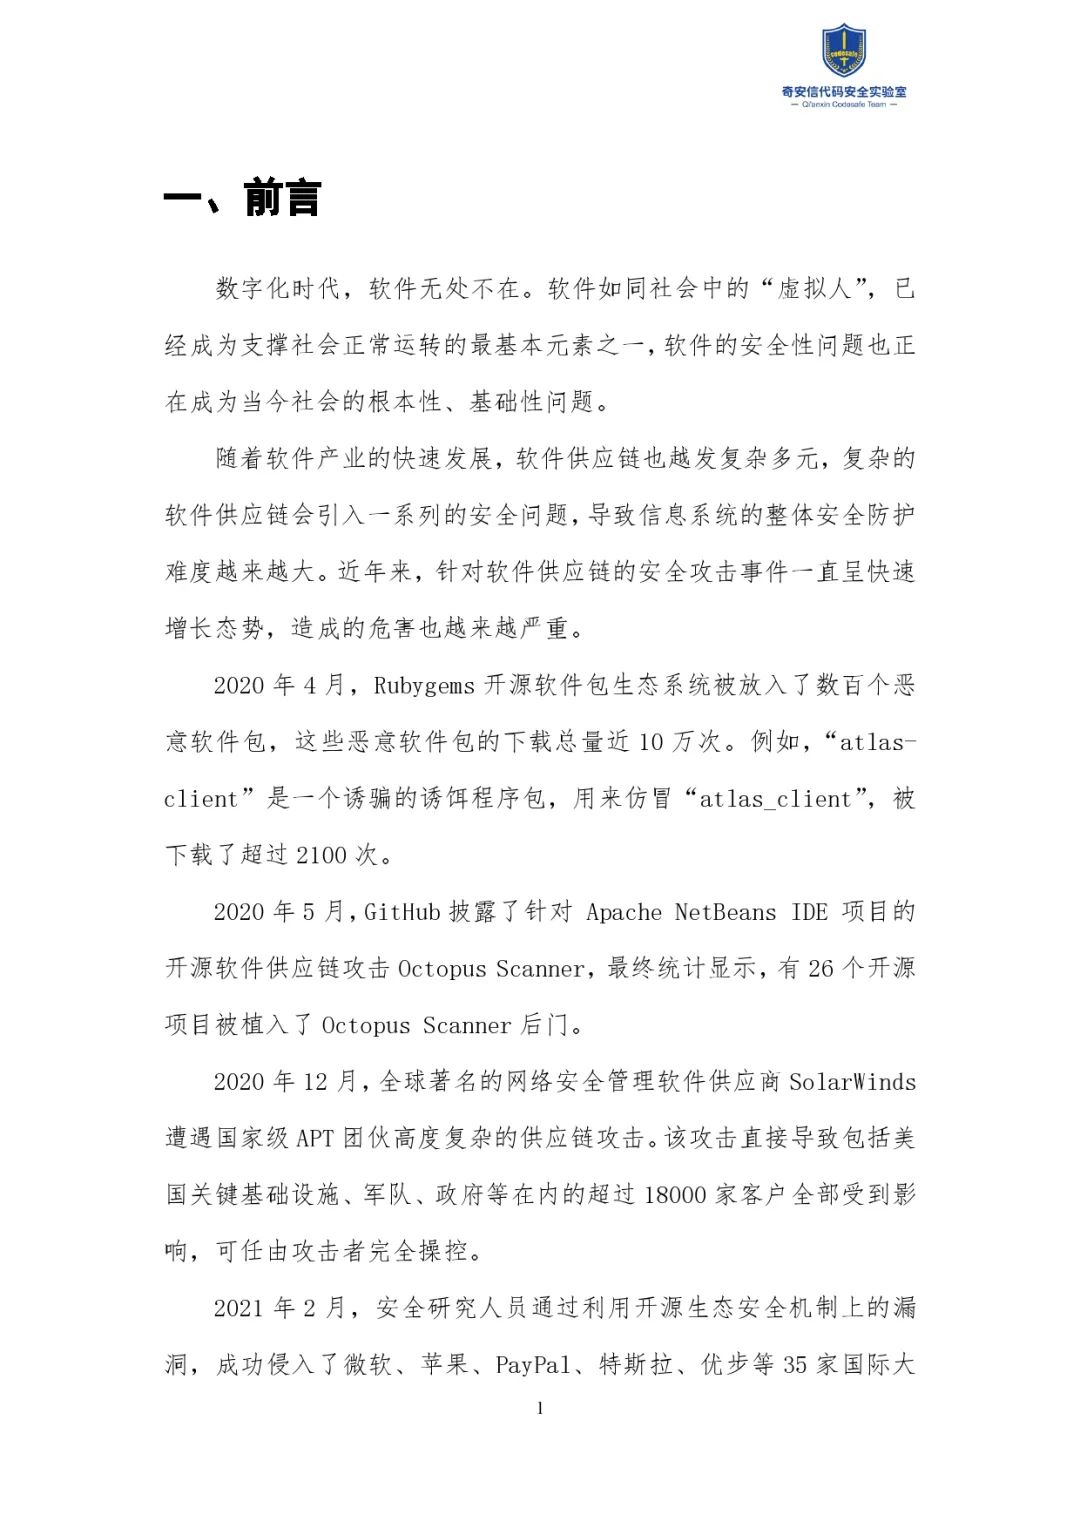 codesafe
奇安信代码安全实验室
— Qi'anxin Codesafe Team —
一、前言
数字化时代，软件无处不在。软件如同社会中的“虚拟人”，已
经成为支撑社会正常运转的最基本元素之一，软件的安全性问题也正
在成为当今社会的根本性、基础性问题。
随着软件产业的快速发展，软件供应链也越发复杂多元，复杂的
软件供应链会引入一系列的安全问题，导致信息系统的整体安全防护
难度越来越大。近年来，针对软件供应链的安全攻击事件一直呈快速
增长态势，造成的危害也越来越严重。
2020 年 4 月，Rubygems 开源软件包生态系统被放入了数百个恶
意软件包，这些恶意软件包的下载总量近 10 万次。例如，“atlas-
client”是一个诱骗的诱饵程序包，用来仿冒“atlas_client”，被
下载了超过 2100 次。
2020 年 5 月，GitHub 披露了针对 Apache NetBeans IDE 项目的
开源软件供应链攻击 Octopus Scanner，最终统计显示，有 26 个开源
项目被植入了 Octopus Scanner 后门。
2020 年 12 月，全球著名的网络安全管理软件供应商 SolarWinds
遭遇国家级 APT 团伙高度复杂的供应链攻击。该攻击直接导致包括美
国关键基础设施、军队、政府等在内的超过 18000 家客户全部受到影
响，可任由攻击者完全操控。
2021 年 2 月，安全研究人员通过利用开源生态安全机制上的漏
洞，成功侵入了微软、苹果、PayPal、特斯拉、优步等 35 家国际大
1